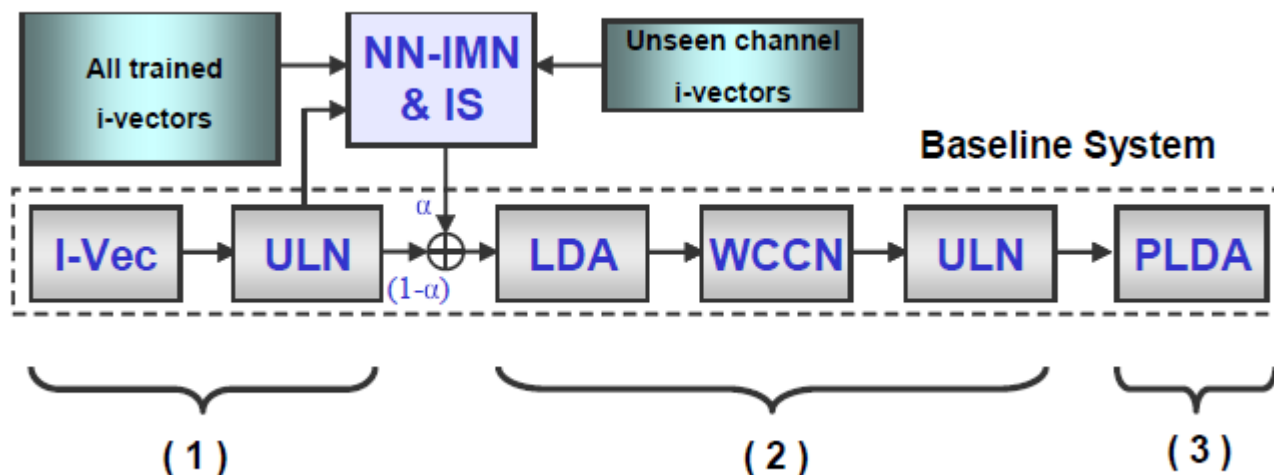 All trained
i-vectors
NN-IMN
& IS
Unseen channel
i-vectors
Baseline System
I-Vec
ULN
α
(1-α)
LDA
WCCN
ULN
PLDA
( 1 )
( 2 )
( 3 )